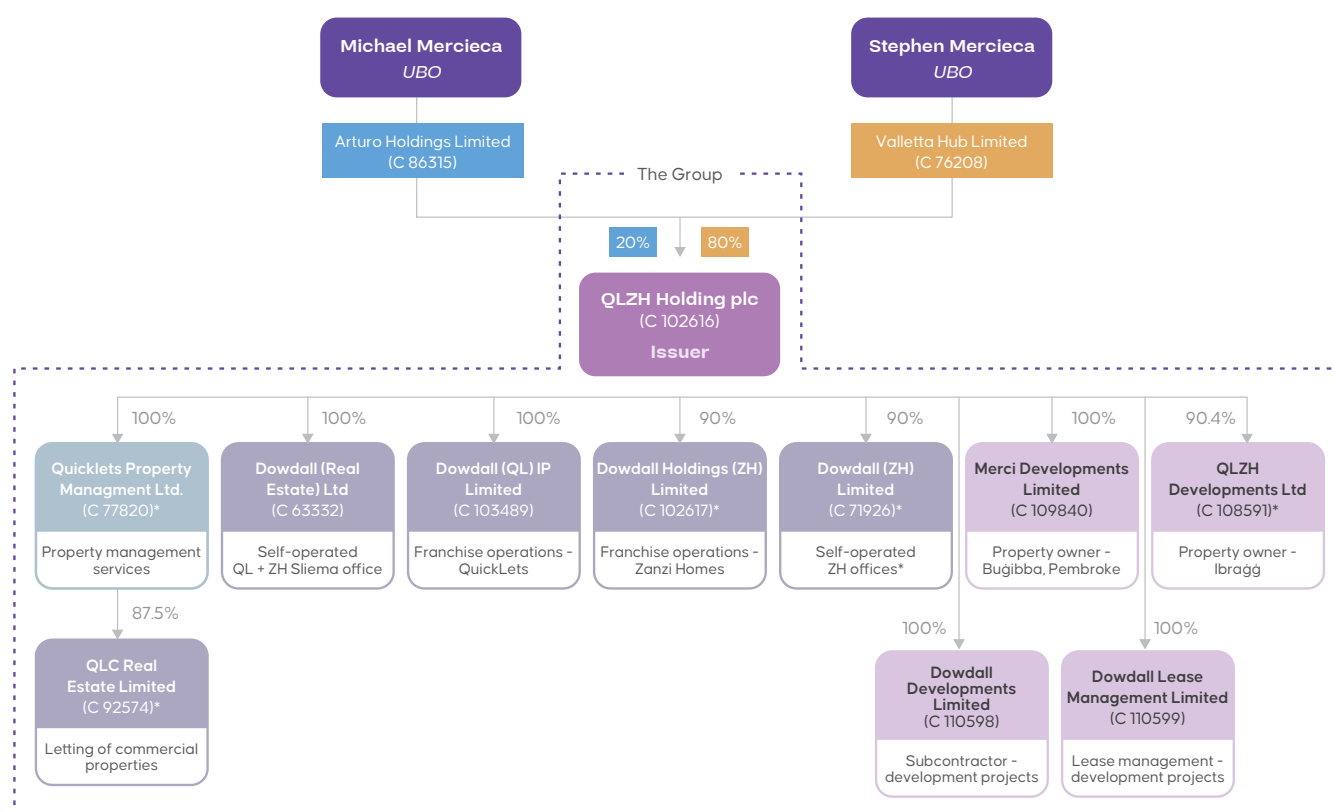 Michael Mercieca
UBO
Stephen Mercieca
UBO
Arturo Holdings Limited
(C 86315)
Valletta Hub Limited
(C 76208)
The Group
20%
80%
QLZH Holding plc
(C 102616)
Issuer
100%
100%
100%
90%
90%
100%
90.4%
Quicklets Property
Managment Ltd.
(C 77820)*
Property management
services
Dowdall (Real
Estate) Ltd
(C 63332)
Self-operated
QL + ZH Sliema office
Dowdall (QL) IP
Limited
(C 103489)
Franchise operations -
QuickLets
Dowdall Holdings (ZH)
Limited
(C 102617)*
Franchise operations -
Zanzi Homes
Dowdall (ZH)
Limited
(C 71926)*
Self-operated
ZH offices*
Merci Developments
Limited
(C 109840)
Property owner -
Buġibba, Pembroke
QLZH
Developments Ltd
(C 108591)*
Property owner -
Ibraġġ
87.5%
100%
100%
QLC Real
Estate Limited
(C 92574)*
Letting of commercial
properties
Dowdall
Developments
Limited
(C 110598)
Subcontractor -
development projects
Dowdall Lease
Management Limited
(C 110599)
Lease management -
development projects